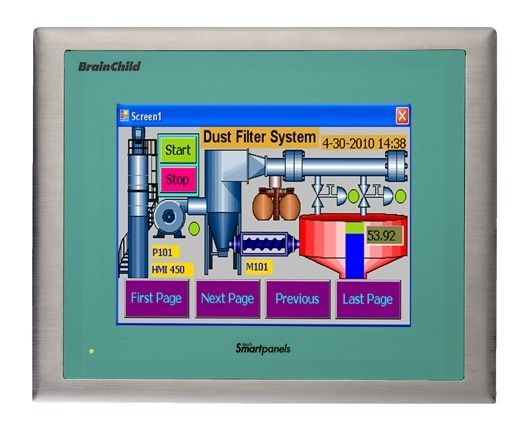 BrainChild
Screen1
Dust Filter System
4-30-2010 14:38
Start
Stop
53.92
P101
HMI 450
M101
First Page
Next Page
Previous
Last Page
Smartpanels